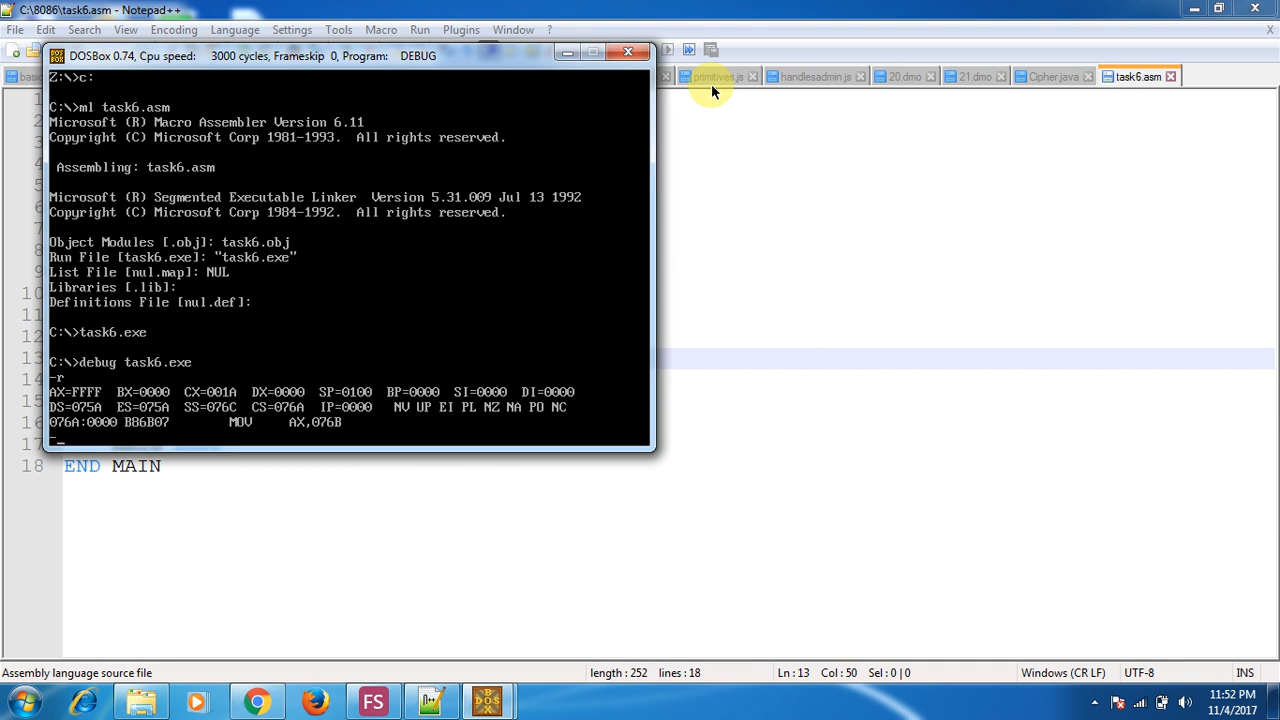 C:\8086\task6.asm - Notepad++
File Edit Search View Encoding Language Settings Tools Macro Run Plugins Window ?
X
DOSBox 0.74, Cpu speed: 3000 cycles, Frameskip 0, Program: DEBUG
basic
primitives.js handlesadmin.js 20.dmo 21.dmo Cipher.java task6.asm
Z:\>c:
C:\>ml task6.asm
Microsoft (R) Macro Assembler Version 6.11
Copyright (C) Microsoft Corp 1981-1993. All rights reserved.
Assembling: task6.asm
Microsoft (R) Segmented Executable Linker Version 5.31.009 Jul 13 1992
Copyright (C) Microsoft Corp 1984-1992. All rights reserved.
Object Modules [.obj]: task6.obj
Run File [task6.exe]: "task6.exe"
List File [nul.map]: NUL
Libraries [.lib]:
Definitions File [nul.def]:
C:\>task6.exe
C:\>debug task6.exe
-r
AX=FFFF BX=0000 CX=001A DX=0000 SP=0100 BP=0000 SI=0000 DI=0000
DS=075A ES=075A SS=076C CS=076A IP=0000 NV UP EI PL NZ NA PO NC
076A:0000 B86B07 MOV AX,076B
-_
18 END MAIN
Assembly language source file length : 252 lines : 18 Ln : 13 Col : 50 Sel : 0 | 0 Windows (CR LF) UTF-8 INS
FS
DOS BOX
11:52 PM
11/4/2017